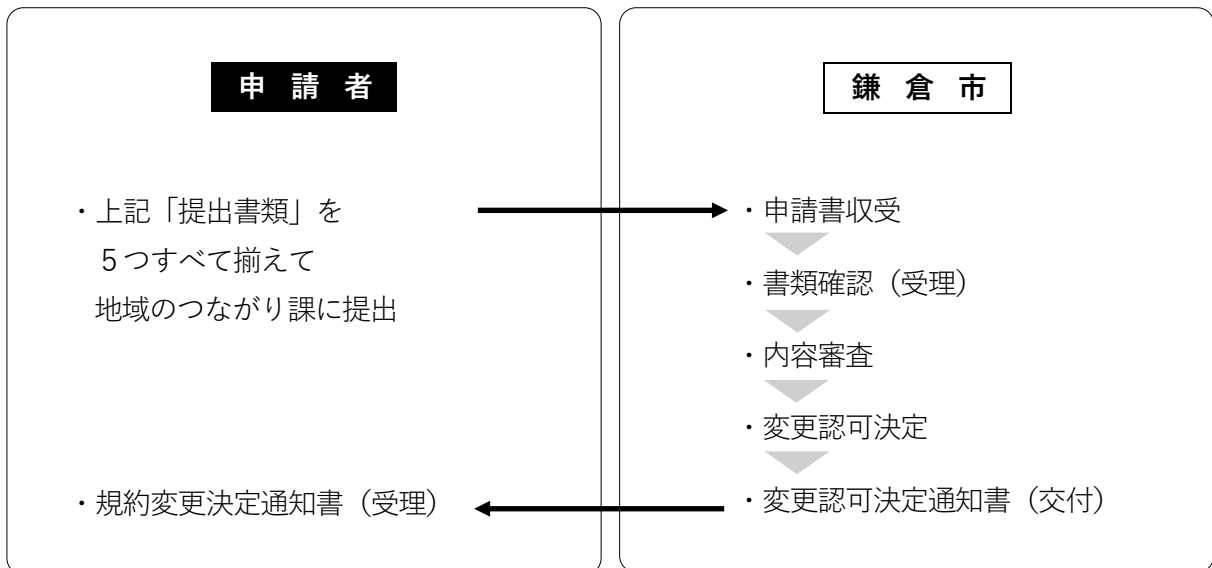 申請者
・上記「提出書類」を
５つすべて揃えて
地域のつながり課に提出
・規約変更決定通知書（受理）
鎌倉市
・申請書収受
・書類確認（受理）
・内容審査
・変更認可決定
・変更認可決定通知書（交付）